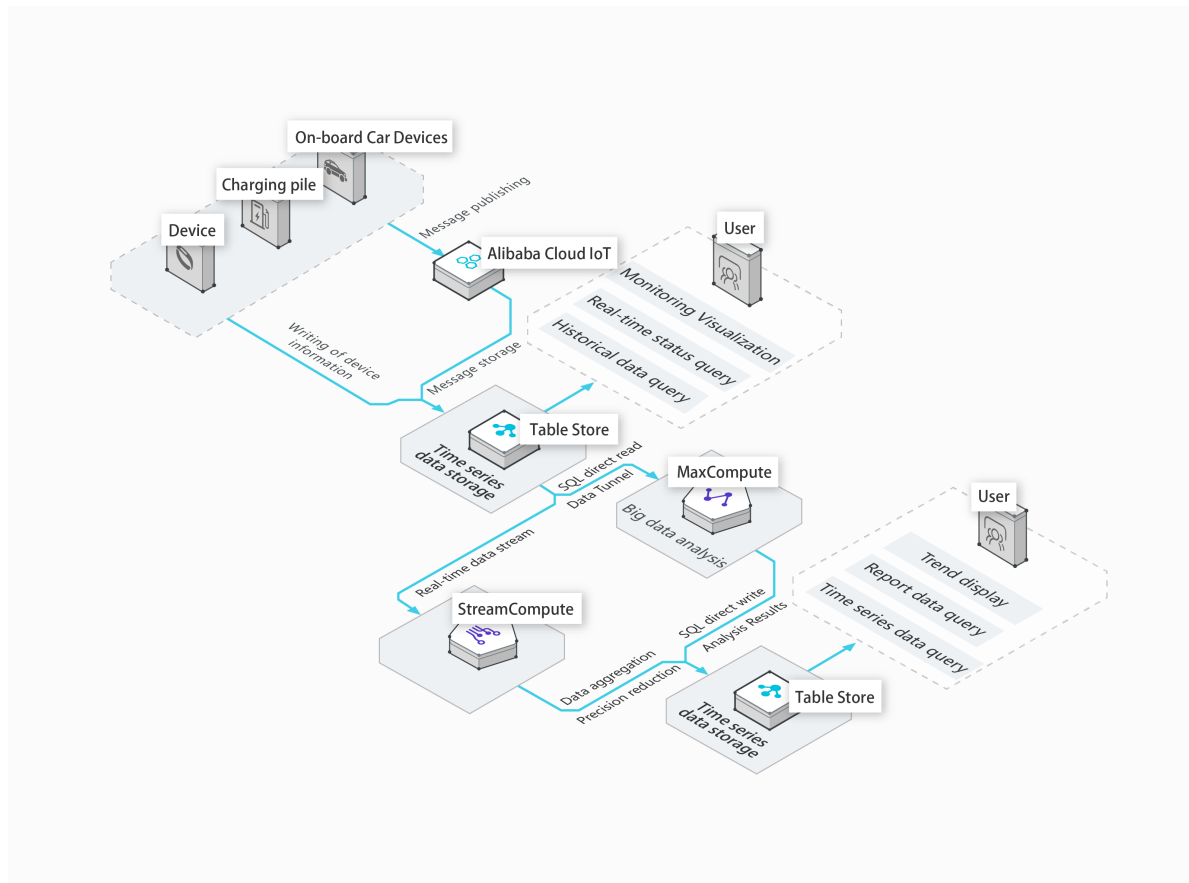 On-board Car Devices
Charging pile
Device
Message publishing
Alibaba Cloud IoT
User
Monitoring Visualization
Real-time status query
Historical data query
Writing of device
information
Message storage
Table Store
Time series
data storage
SQL direct read
Data Tunnel
MaxCompute
Big data analysis
User
Trend display
Report data query
Time series data query
Real-time data stream
StreamCompute
SQL direct write
Analysis Results
Data aggregation
Precision reduction
Table Store
Time series
data storage